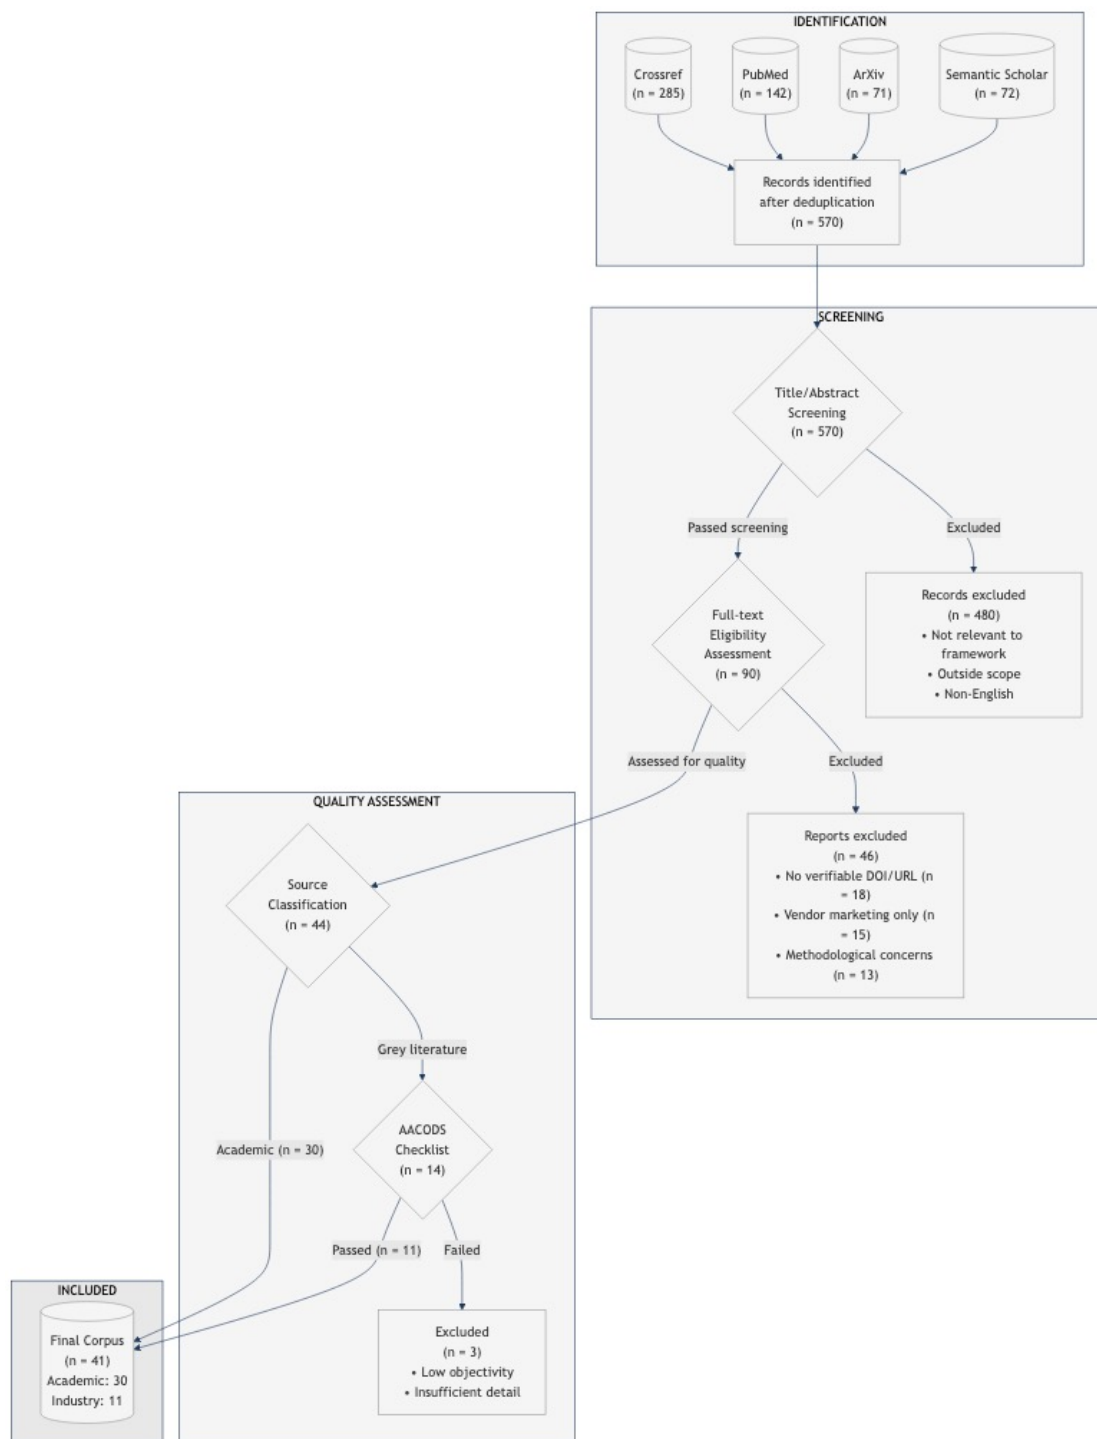 IDENTIFICATION
Crossref
(n = 285)
PubMed
(n = 142)
ArXiv
(n = 71)
Semantic Scholar
(n = 72)
Records identified
after deduplication
(n = 570)
SCREENING
Title/Abstract
Screening
(n = 570)
Passed screening
Excluded
Full-text
Eligibility
Assessment
(n = 90)
Records excluded
(n = 480)
• Not relevant to
framework
• Outside scope
• Non-English
Assessed for quality
Excluded
Reports excluded
(n = 46)
• No verifiable DOI/URL (n
= 18)
• Vendor marketing only (n
= 15)
• Methodological concerns
(n = 13)
QUALITY ASSESSMENT
Source
Classification
(n = 44)
Grey literature
Academic (n = 30)
AACODS
Checklist
(n = 14)
Passed (n = 11)
Failed
Excluded
(n = 3)
• Low objectivity
• Insufficient detail
INCLUDED
Final Corpus
(n = 41)
Academic: 30
Industry: 11